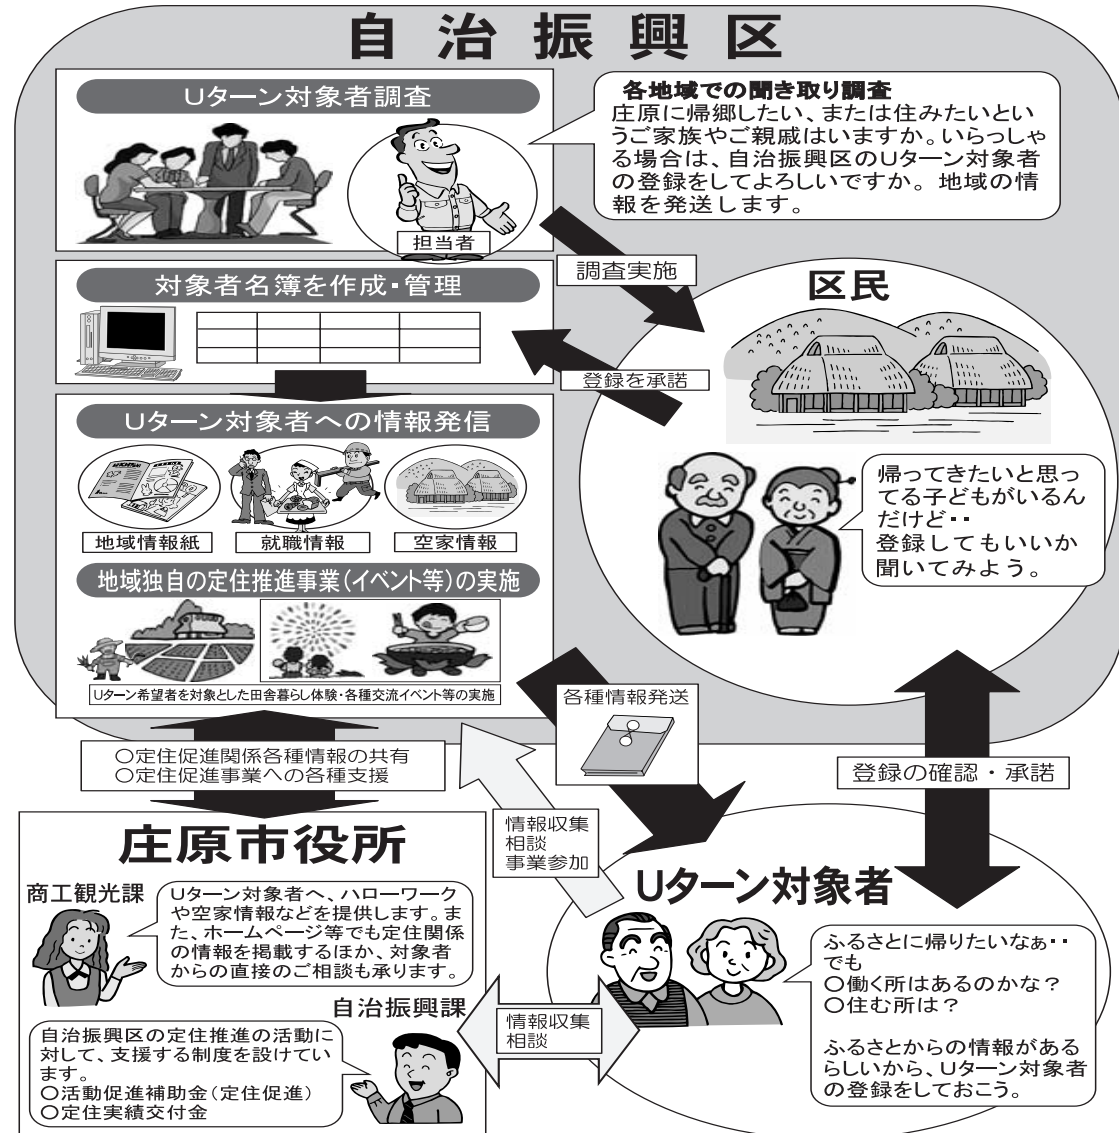 自治振興区
Uターン対象者調査
担当者
各地域での聞き取り調査
庄原に帰郷したい、または住みたいとい
うご家族やご親戚はいますか。いらっしゃ
る場合は、自治振興区のUターン対象者
の登録をしてよろしいですか。地域の情
報を発送します。
調査実施
対象者名簿を作成・管理
登録を承諾
区民
帰ってきたいと思っ
てる子どもがいるん
だけど・・
登録してもいいか
聞いてみよう。
Uターン対象者への情報発信
地域情報紙
就職情報
空家情報
地域独自の定住推進事業(イベント等)の実施
Uターン希望者を対象とした田舎暮らし体験・各種交流イベント等の実施
各種情報発送
○定住促進関係各種情報の共有
○定住促進事業への各種支援
登録の確認・承諾
情報収集
相談
事業参加
庄原市役所
商工観光課
Uターン対象者へ、ハローワーク
や空家情報などを提供します。ま
た、ホームページ等でも定住関係
の情報を掲載するほか、対象者
からの直接のご相談も承ります。
自治振興課
自治振興区の定住推進の活動に
対して、支援する制度を設けてい
ます。
○活動促進補助金(定住促進)
○定住実績交付金
情報収集
相談
Uターン対象者
ふるさとに帰りたいなぁ・・
でも
○働く所はあるのかな?
○住む所は?
ふるさとからの情報がある
らしいから、Uターン対象者
の登録をしておこう。